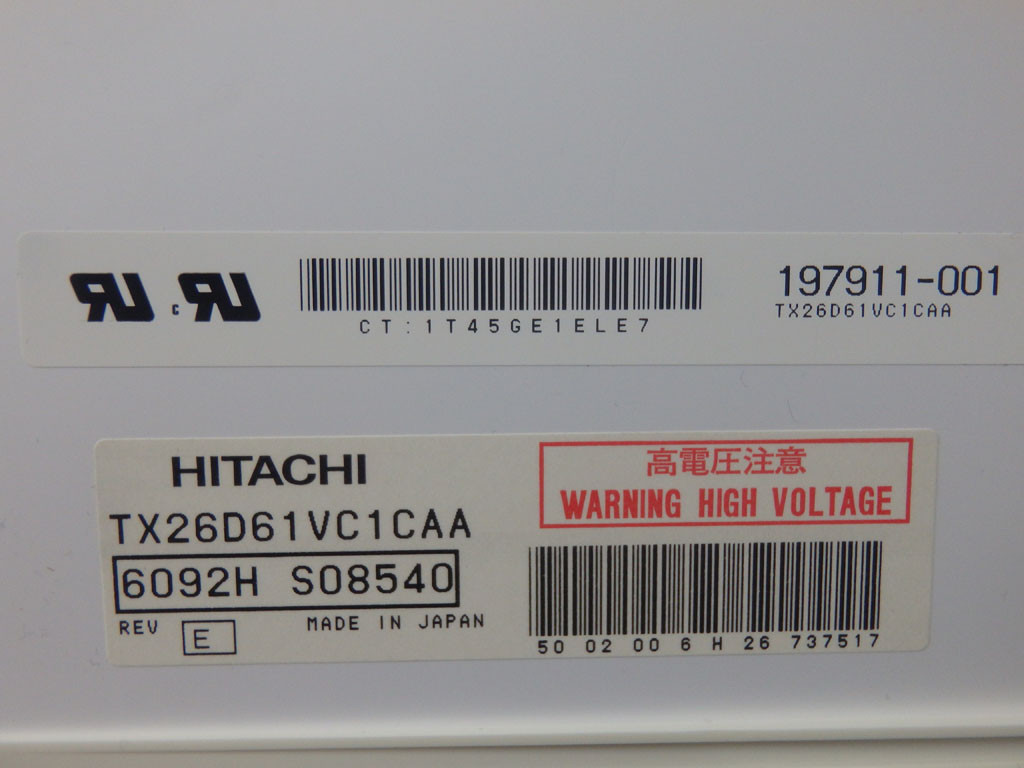 c
CT:1T45GE1ELE7
197911-001
TX26D61VC1CAA
HITACHI
TX26D61VC1CAA
6092H S08540
REV E MADE IN JAPAN
高電圧注意
WARNING HIGH VOLTAGE
50 02 00 6 H 26 737517